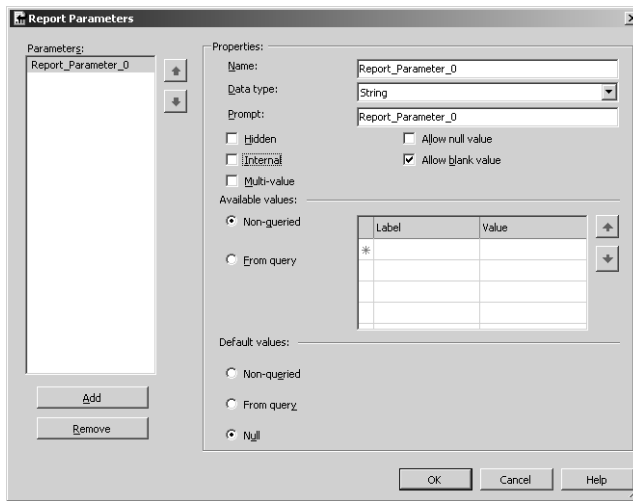 Report Parameters
Parameters:
Report_Parameter_0
Add
Remove
Properties:
Name:
Report_Parameter_0
Data type:
String
Prompt:
Report_Parameter_0
Hidden
Allow null value
Internal
Allow blank value
Multi-value
Available values:
Non-queried
From query
Label
Value
Default values:
Non-queried
From query
Null
OK
Cancel
Help